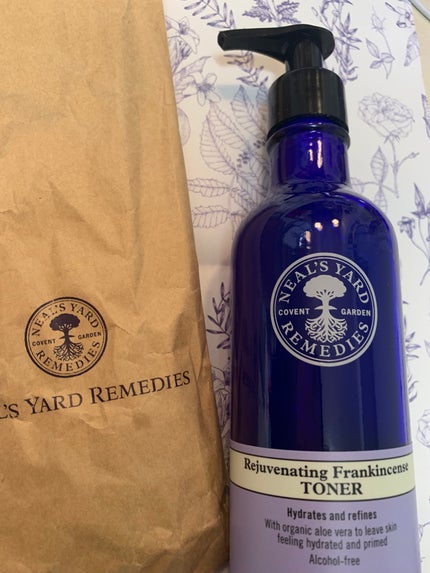 NEAL'S YARD
COVENT GARDEN
REMEDIES
L'S YARD REMEDIES
NEAL'S YARD
COVENT GARDEN
REMEDIES
Rejuvenating Frankincense
TONER
Hydrates and refines
With organic aloe vera to leave skin
feeling hydrated and primed
Alcohol-free